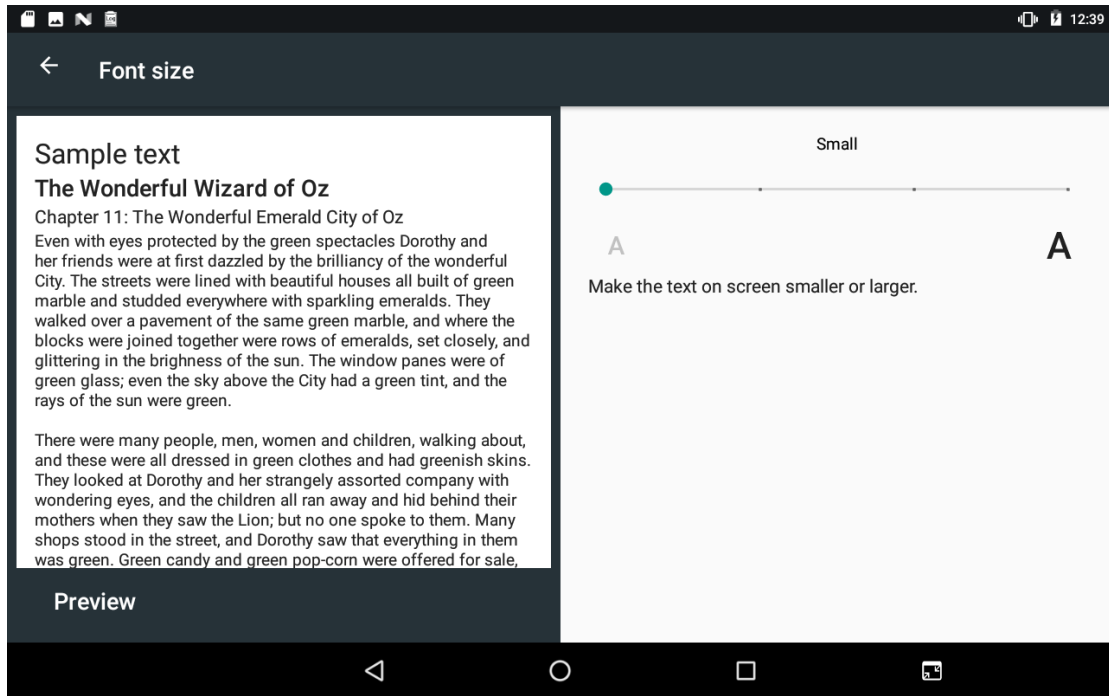 12:39
Font size
Sample text
The Wonderful Wizard of Oz
Chapter 11: The Wonderful Emerald City of Oz
Even with eyes protected by the green spectacles Dorothy and
her friends were at first dazzled by the brilliancy of the wonderful
City. The streets were lined with beautiful houses all built of green
marble and studded everywhere with sparkling emeralds. They
walked over a pavement of the same green marble, and where the
blocks were joined together were rows of emeralds, set closely, and
glittering in the brighness of the sun. The window panes were of
green glass; even the sky above the City had a green tint, and the
rays of the sun were green.
There were many people, men, women and children, walking about,
and these were all dressed in green clothes and had greenish skins.
They looked at Dorothy and her strangely assorted company with
wondering eyes, and the children all ran away and hid behind their
mothers when they saw the Lion; but no one spoke to them. Many
shops stood in the street, and Dorothy saw that everything in them
was green. Green candy and green pop-corn were offered for sale,
Preview
Small
A
A
Make the text on screen smaller or larger.